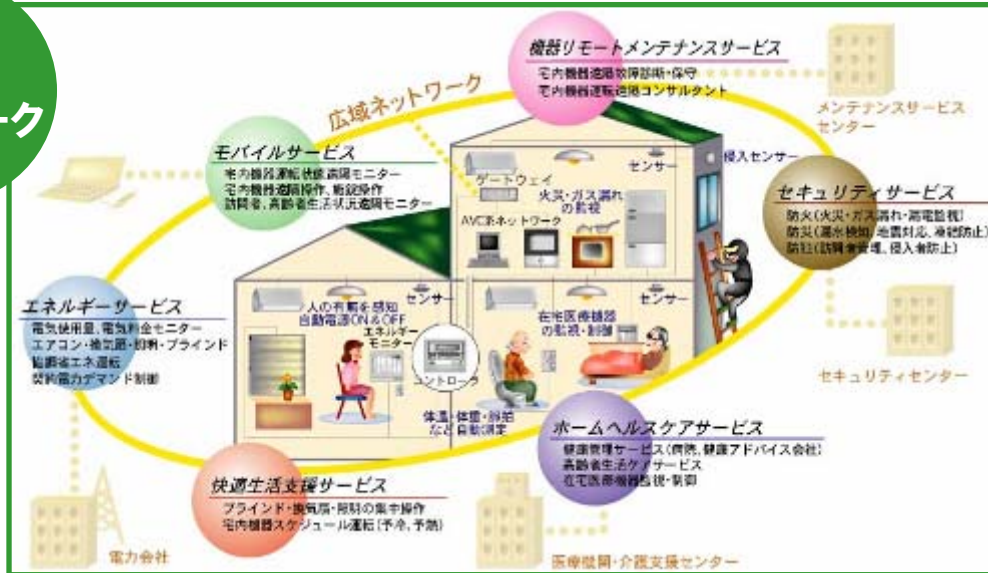 ーク
機器リモートメンテナンスサービス
宅内機器遠隔故障診断・保守
宅内機器運転遠隔コンサルタント
メンテナンスサービス
センター
広域ネットワーク
モバイルサービス
宅内機器運転状態遠隔モニター
宅内機器遠隔操作、施錠操作
訪問者、高齢者生活状況遠隔モニター
センサー
侵入センサー
ゲートウェイ
火災・ガス漏れ
の監視
AVC系ネットワーク
セキュリティサービス
防火(火災・ガス漏れ・漏電監視)
防災(漏水検知、地震対応、凍結防止)
防犯(訪問者管理、侵入者防止)
セキュリティセンター
エネルギーサービス
電気使用量、電気料金モニター
エアコン・換気扇・照明・ブラインド
協調省エネ運転
契約電力デマンド制御
人の有無を感知
自動電源ON&OFF
センサー
エネルギー
モニター
コントローラ
在宅医療機器
の監視・制御
センサー
体温・体重・脈拍
など自動測定
ホームヘルスケアサービス
健康管理サービス(病院、健康アドバイス会社)
高齢者生活ケアサービス
在宅医療機器監視・制御
快適生活支援サービス
ブラインド・換気扇・照明の集中操作
宅内機器スケジュール運転(予冷、予熱)
電力会社
医療機関・介護支援センター